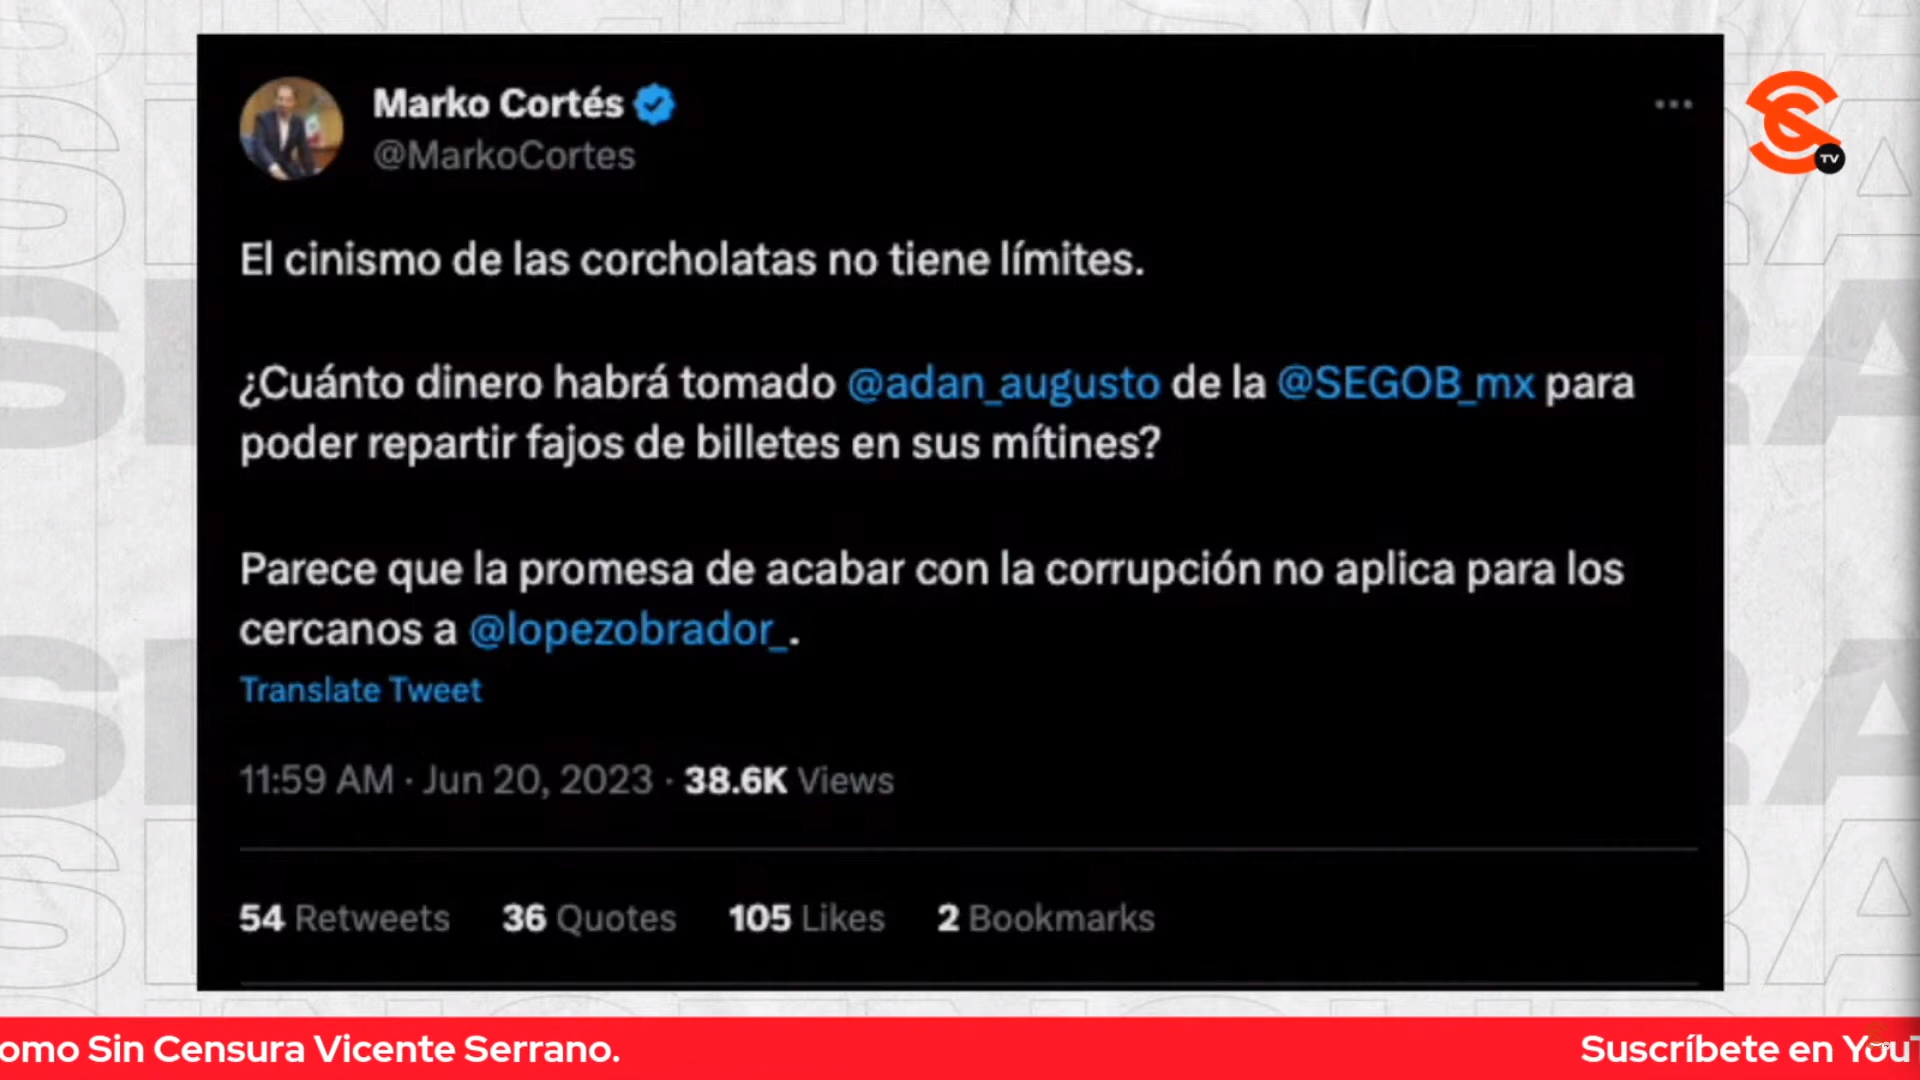 Marko Cortés
@MarkoCortes
TV
El cinismo de las corcholatas no tiene límites.
¿Cuánto dinero habrá tomado @adan_augusto de la @SEGOB_mx para
poder repartir fajos de billetes en sus mítines?
Parece que la promesa de acabar con la corrupción no aplica para los
cercanos a @lopezobrador_.
Translate Tweet
11:59 AM · Jun 20, 2023 · 38.6K Views
54 Retweets 36 Quotes 105 Likes 2 Bookmarks
omo Sin Censura Vicente Serrano. Suscríbete en YouT